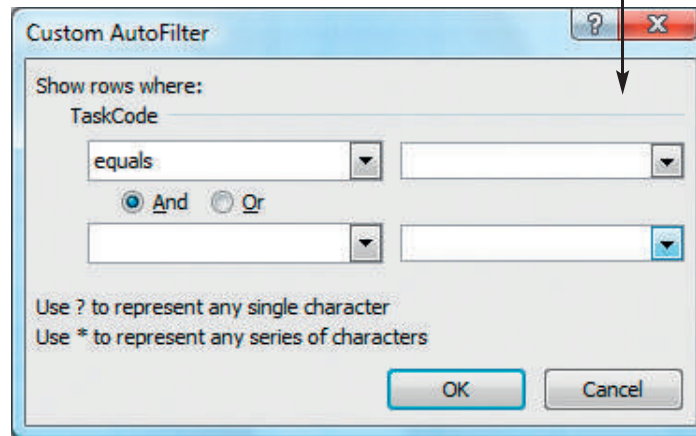 Custom AutoFilter
Show rows where:
TaskCode
equals
And Or
Use ? to represent any single character
Use * to represent any series of characters
OK Cancel